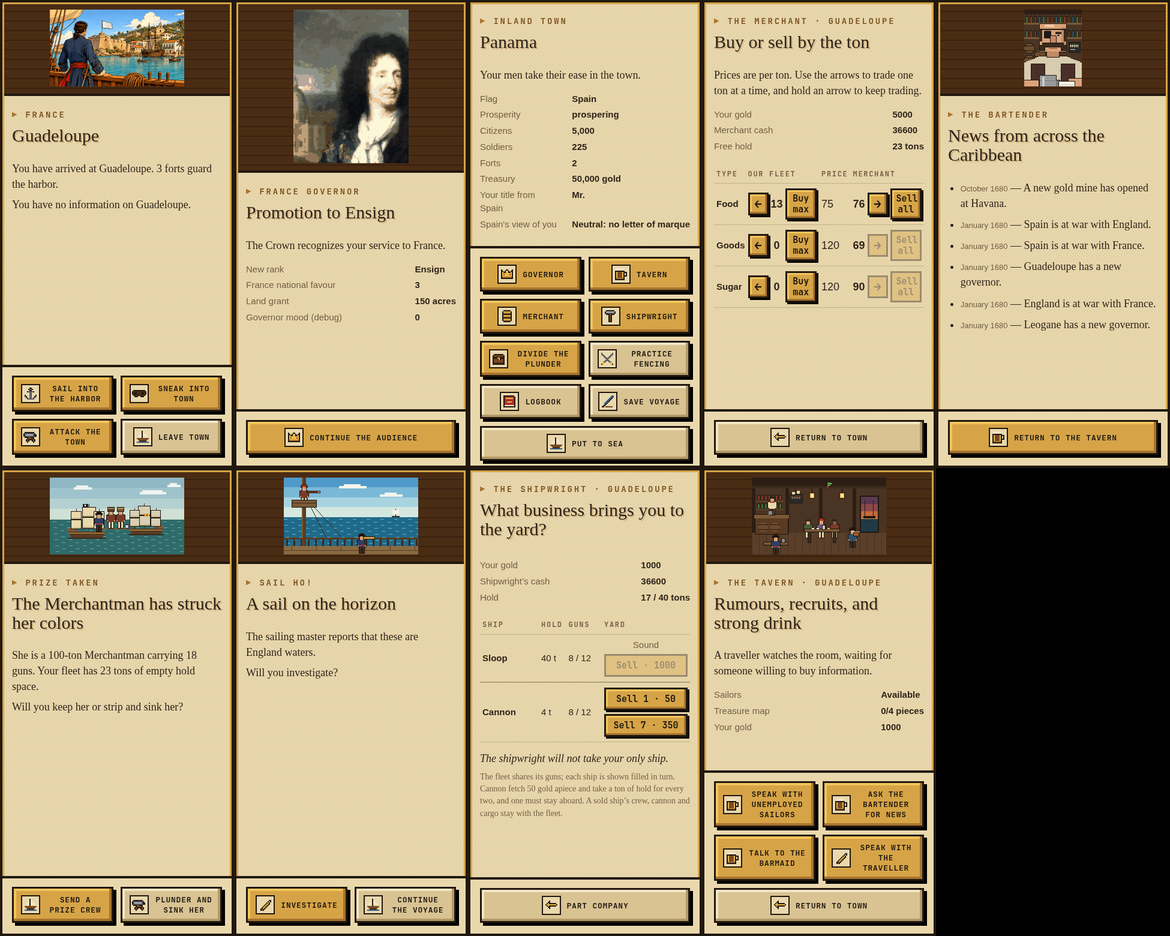 FRANCE
Guadeloupe
You have arrived at Guadeloupe. 3 forts guard
the harbor.
You have no information on Guadeloupe.
SAIL INTO
THE HARBOR
SNEAK INTO
TOWN
ATTACK THE
TOWN
LEAVE TOWN
FRANCE GOVERNOR
Promotion to Ensign
The Crown recognizes your service to France.
New rank Ensign
France national favour 3
Land grant 150 acres
Governor mood (debug) 0
CONTINUE THE AUDIENCE
INLAND TOWN
Panama
Your men take their ease in the town.
Flag Spain
Prosperity prospering
Citizens 5,000
Soldiers 225
Forts 2
Treasury 50,000 gold
Your title from
Spain
Mr.
Spain's view of you Neutral: no letter of marque
GOVERNOR
TAVERN
MERCHANT
SHIPWRIGHT
DIVIDE THE
PLUNDER
PRACTICE
FENCING
LOGBOOK
SAVE VOYAGE
PUT TO SEA
THE MERCHANT · GUADELOUPE
Buy or sell by the ton
Prices are per ton. Use the arrows to trade one
ton at a time, and hold an arrow to keep trading.
Your gold 5000
Merchant cash 36600
Free hold 23 tons
TYPE OUR FLEET PRICE MERCHANT
Food ← 13 Buy max 75 76 → Sell all
Goods ← 0 Buy max 120 69 → Sell all
Sugar ← 0 Buy max 120 90 → Sell all
RETURN TO TOWN
THE BARTENDER
News from across the
Caribbean
October 1680 — A new gold mine has opened
at Havana.
January 1680 — Spain is at war with England.
January 1680 — Spain is at war with France.
January 1680 — Guadeloupe has a new
governor.
January 1680 — England is at war with France.
January 1680 — Leogane has a new governor.
RETURN TO THE TAVERN
PRIZE TAKEN
The Merchantman has struck
her colors
She is a 100-ton Merchantman carrying 18
guns. Your fleet has 23 tons of empty hold
space.
Will you keep her or strip and sink her?
SEND A
PRIZE CREW
PLUNDER AND
SINK HER
SAIL HO!
A sail on the horizon
The sailing master reports that these are
England waters.
Will you investigate?
INVESTIGATE
CONTINUE
THE VOYAGE
THE SHIPWRIGHT · GUADELOUPE
What business brings you to
the yard?
Your gold 1000
Shipwright's cash 36600
Hold 17 / 40 tons
SHIP HOLD GUNS YARD
Sound
Sloop 40 t 8 / 12 Sell · 1000
Sell 1 · 50
Cannon 4 t 8 / 12
Sell 7 · 350
The shipwright will not take your only ship.
The fleet shares its guns; each ship is shown filled in turn.
Cannon fetch 50 gold apiece and take a ton of hold for every
two, and one must stay aboard. A sold ship's crew, cannon and
cargo stay with the fleet.
PART COMPANY
THE TAVERN · GUADELOUPE
Rumours, recruits, and
strong drink
A traveller watches the room, waiting for
someone willing to buy information.
Sailors Available
Treasure map 0/4 pieces
Your gold 1000
SPEAK WITH
UNEMPLOYED
SAILORS
ASK THE
BARTENDER
FOR NEWS
TALK TO THE
BARMAID
SPEAK WITH
THE
TRAVELLER
RETURN TO TOWN